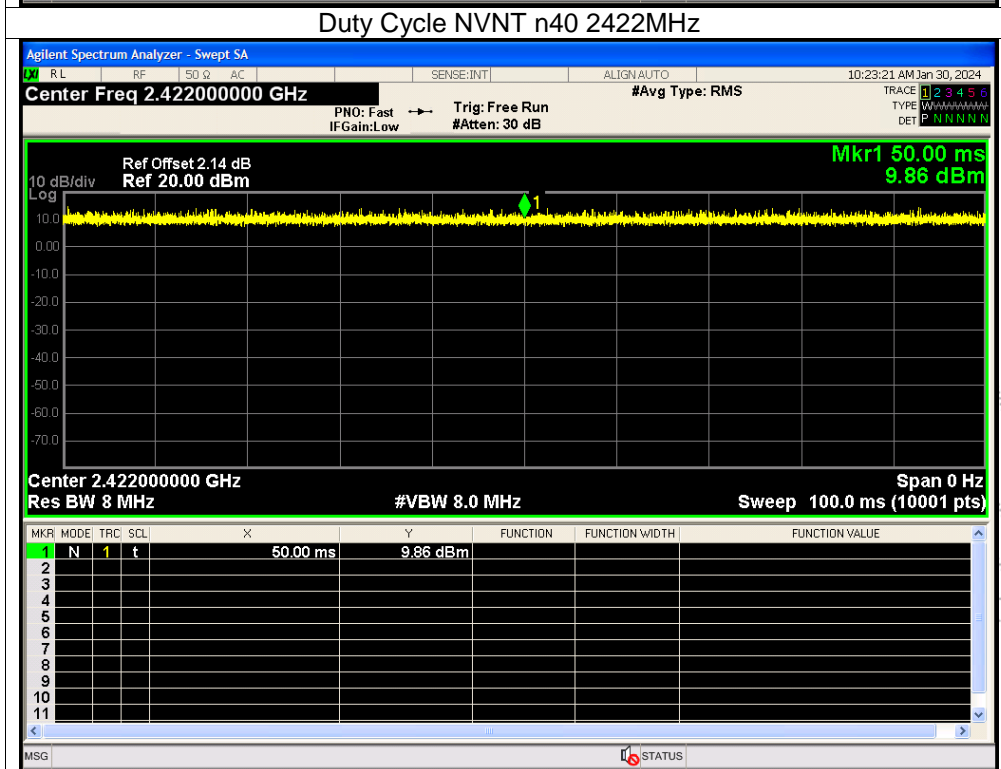 Duty Cycle NVNT n40 2422MHz
Agilent Spectrum Analyzer - Swept SA
LXI RL RF 50 Ω AC SENSE:INT ALIGN AUTO 10:23:21 AM Jan 30, 2024
Center Freq 2.422000000 GHz #Avg Type: RMS TRACE 1 2 3 4 5 6
PNO: Fast Trig: Free Run TYPE WWWWWW
IFGain:Low #Atten: 30 dB DET P N N N N N
Mkr1 50.00 ms
Ref Offset 2.14 dB 9.86 dBm
10 dB/div Ref 20.00 dBm
Log
1
10.0
0.00
-10.0
-20.0
-30.0
-40.0
-50.0
-60.0
-70.0
Center 2.422000000 GHz Span 0 Hz
Res BW 8 MHz #VBW 8.0 MHz Sweep 100.0 ms (10001 pts)
MKR MODE TRC SCL X Y FUNCTION FUNCTION WIDTH FUNCTION VALUE
1 N 1 t 50.00 ms 9.86 dBm
2
3
4
5
6
7
8
9
10
11
MSG STATUS